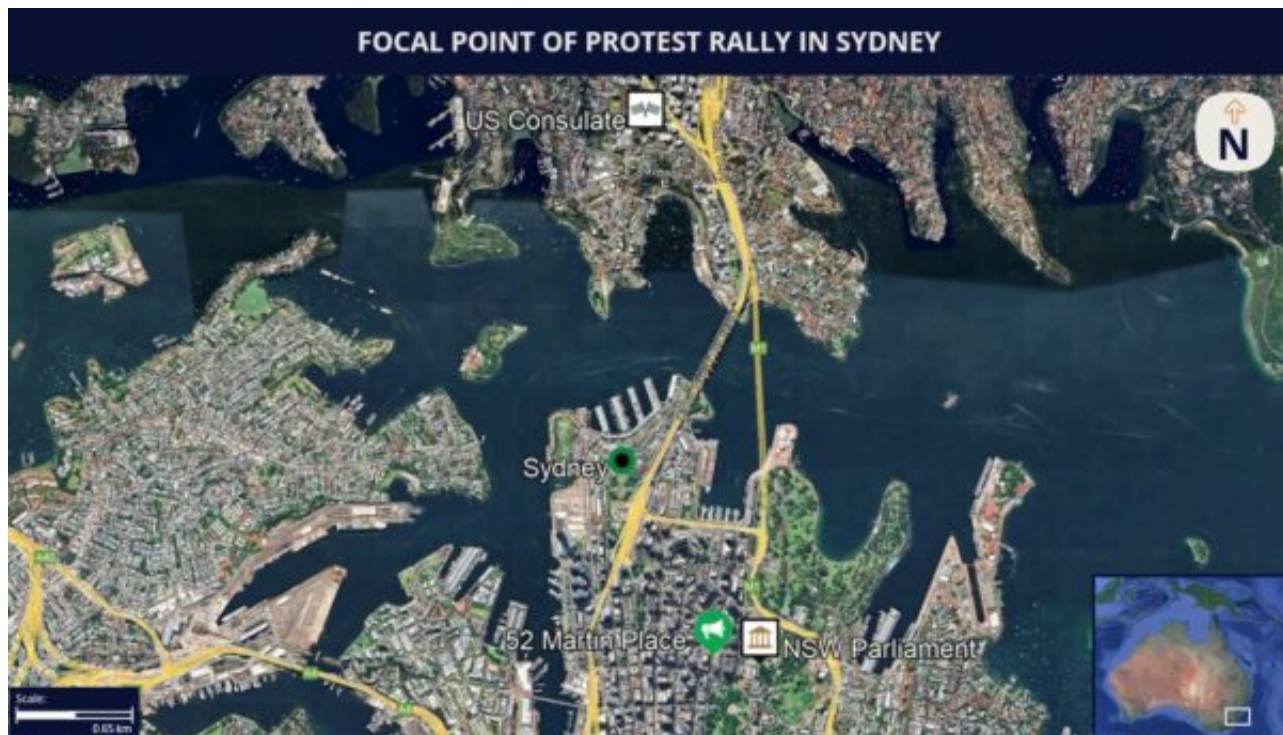 FOCAL POINT OF PROTEST RALLY IN SYDNEY
US Consulate
N
Sydney
52 Martin Place
NSW Parliament
Scale:
0.65 km